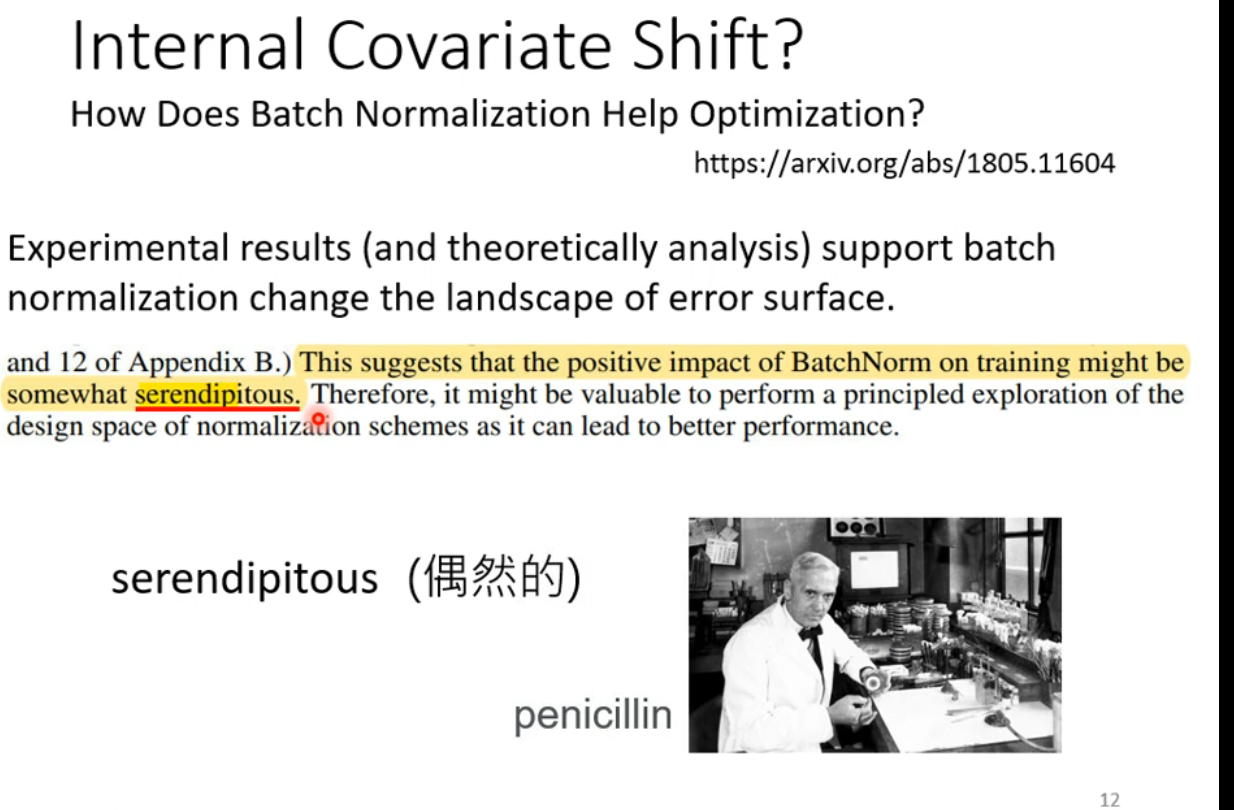 Internal Covariate Shift?
How Does Batch Normalization Help Optimization?
https://arxiv.org/abs/1805.11604
Experimental results (and theoretically analysis) support batch
normalization change the landscape of error surface.
and 12 of Appendix B.) This suggests that the positive impact of BatchNorm on training might be
somewhat serendipitous. Therefore, it might be valuable to perform a principled exploration of the
design space of normalization schemes as it can lead to better performance.
serendipitous (偶然的)
penicillin
12